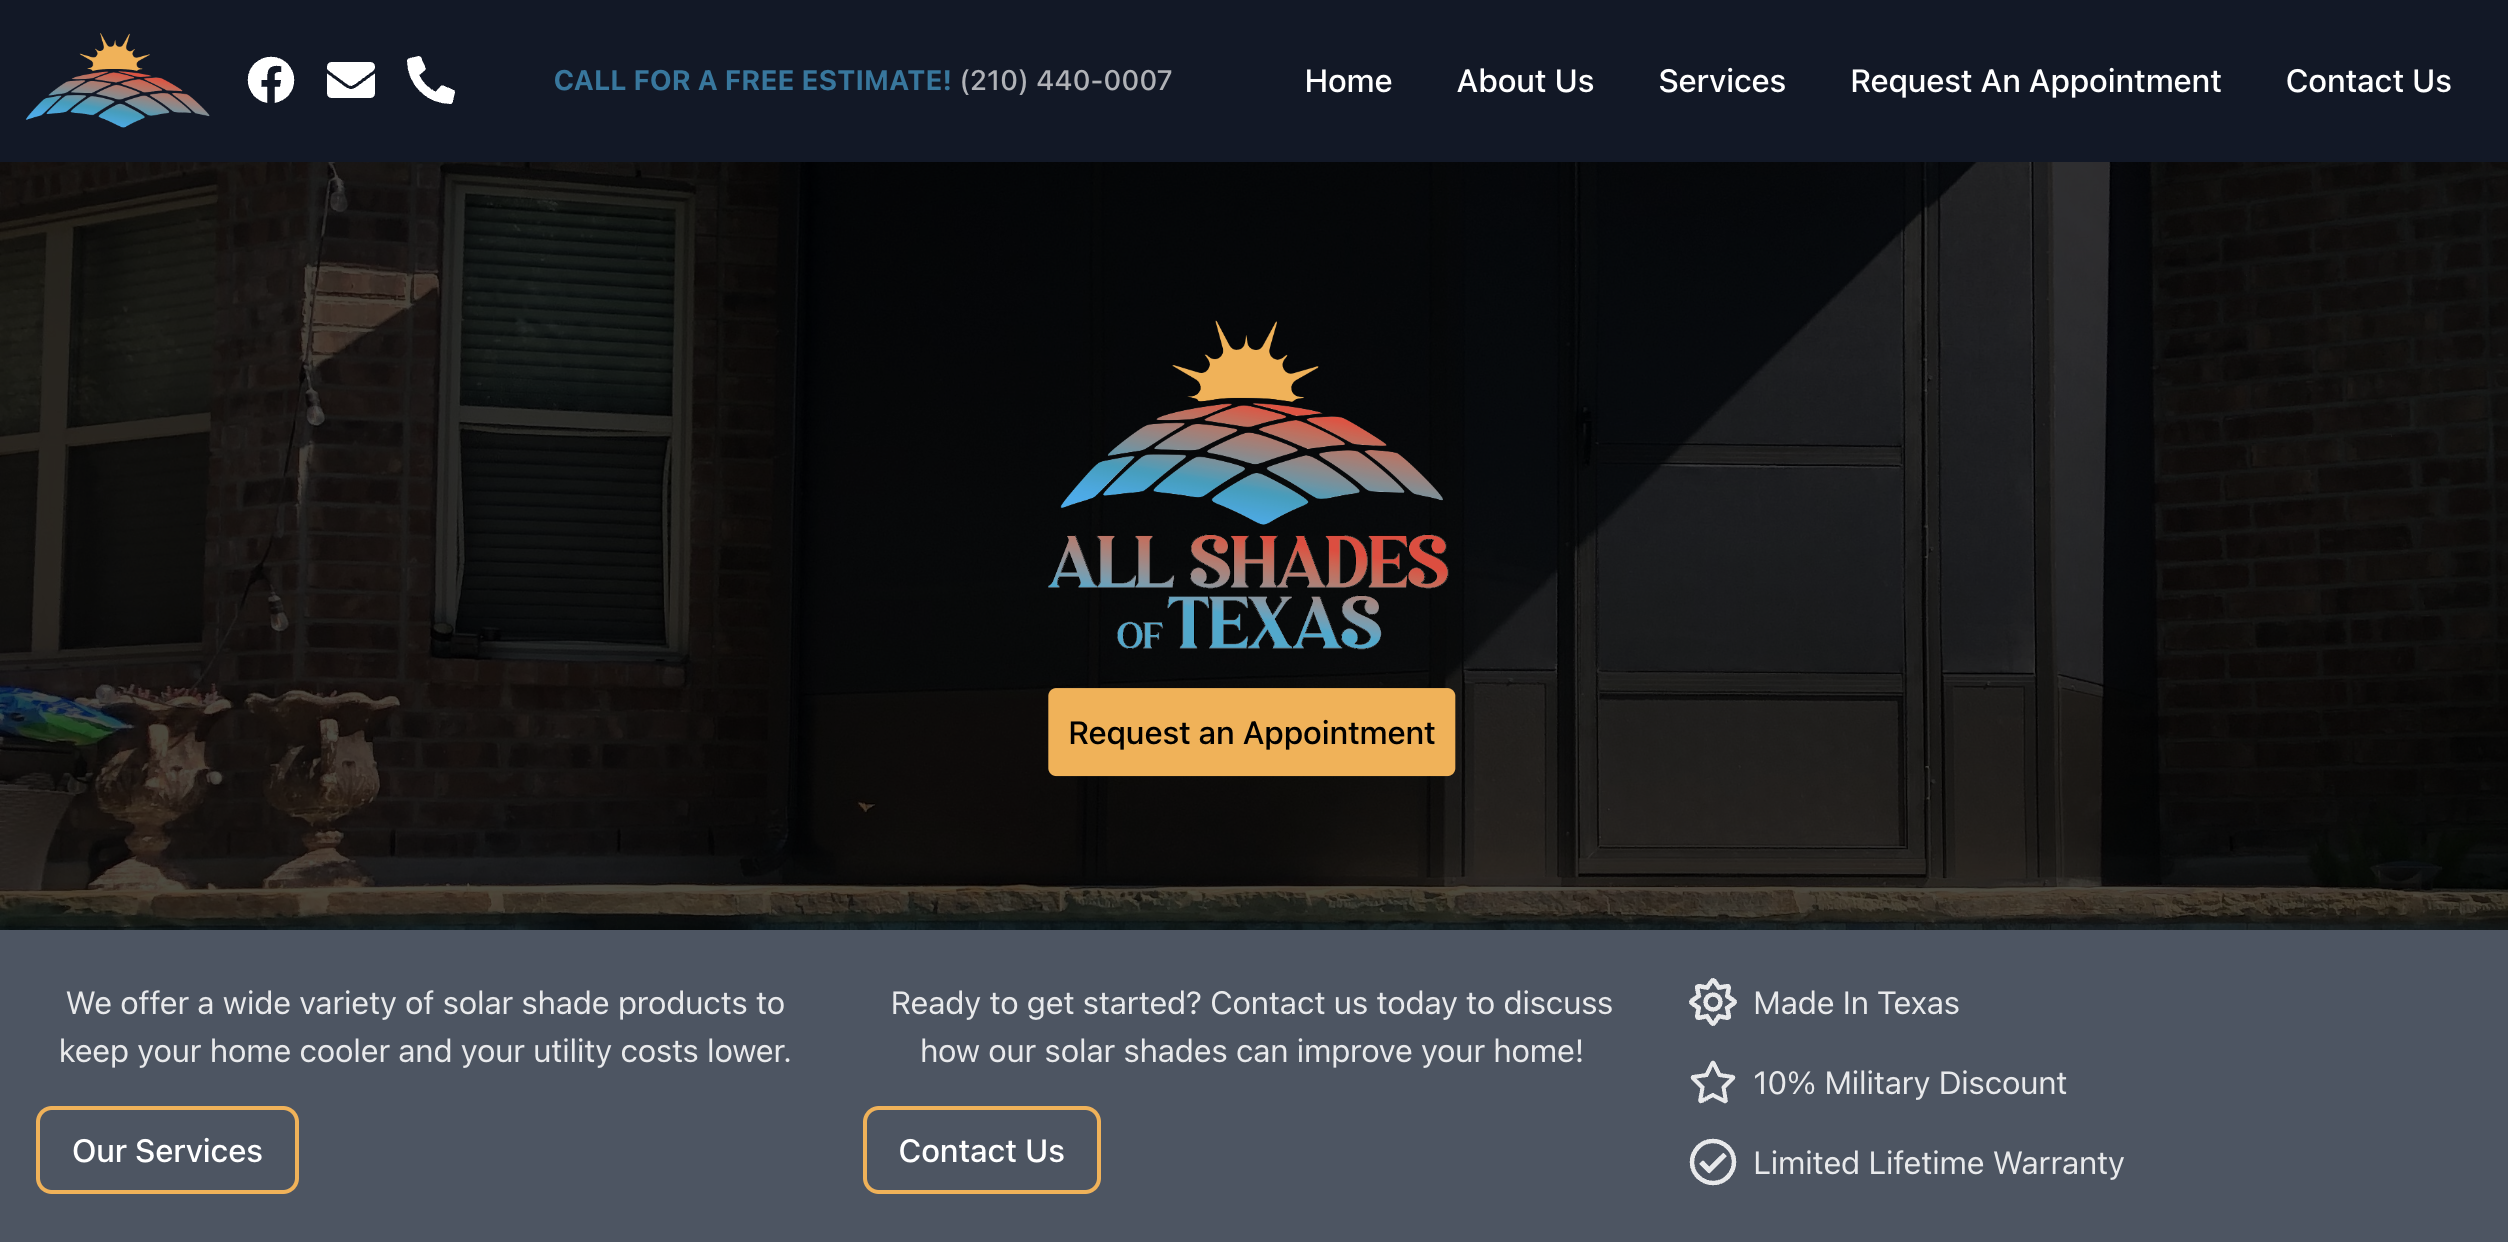 CALL FOR A FREE ESTIMATE! (210) 440-0007
Home
About Us
Services
Request An Appointment
Contact Us
ALL SHADES
OF TEXAS
Request an Appointment
We offer a wide variety of solar shade products to
keep your home cooler and your utility costs lower.
Our Services
Ready to get started? Contact us today to discuss
how our solar shades can improve your home!
Contact Us
Made In Texas
10% Military Discount
Limited Lifetime Warranty